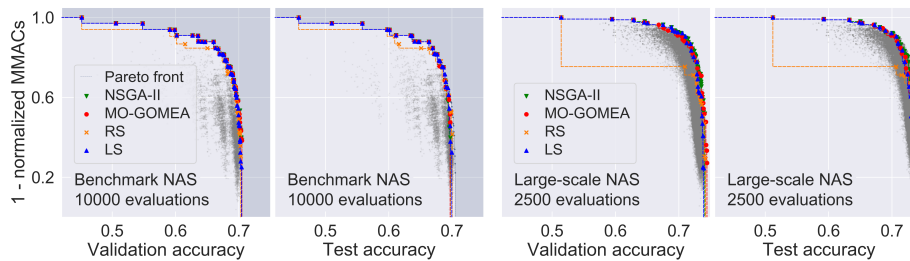 1 - normalized MMACs
1.0
0.6
0.2
Pareto front
NSGA-II
MO-GOMEA
RS
LS
Benchmark NAS
10000 evaluations
0.5 0.6 0.7
Validation accuracy
Benchmark NAS
10000 evaluations
0.5 0.6 0.7
Test accuracy
NSGA-II
MO-GOMEA
RS
LS
Large-scale NAS
2500 evaluations
0.5 0.6 0.7
Validation accuracy
Large-scale NAS
2500 evaluations
0.5 0.6 0.7
Test accuracy